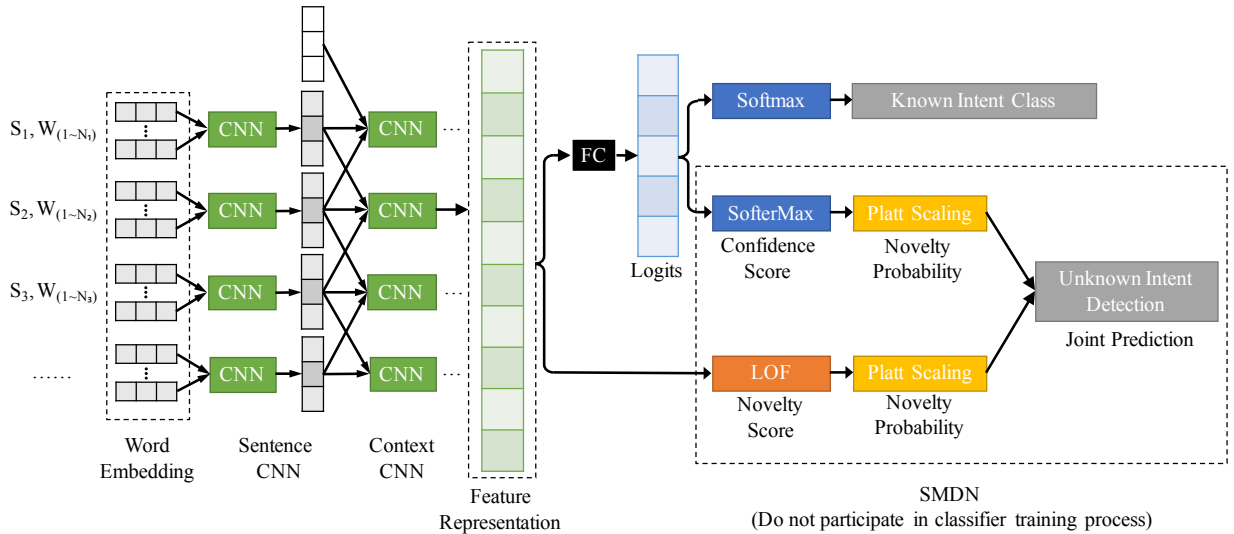 S1, W(1~N1)
CNN
CNN
...
S2, W(1~N2)
CNN
CNN
S3, W(1~N3)
CNN
CNN
...
......
CNN
CNN
...
Word
Embedding
Sentence
CNN
Context
CNN
Feature
Representation
FC
Logits
Softmax
Known Intent Class
SofterMax
Confidence
Score
Platt Scaling
Novelty
Probability
LOF
Novelty
Score
Platt Scaling
Novelty
Probability
Unknown Intent
Detection
Joint Prediction
SMDN
(Do not participate in classifier training process)